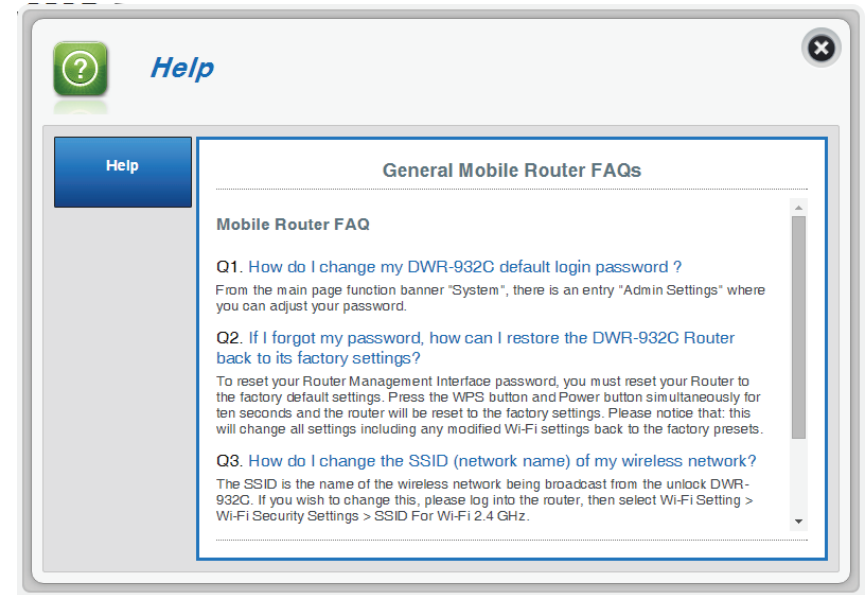 Help
Help
General Mobile Router FAQs
Mobile Router FAQ
Q1. How do I change my DWR-932C default login password ?
From the main page function banner "System", there is an entry "Admin Settings" where
you can adjust your password.
Q2. If I forgot my password, how can I restore the DWR-932C Router
back to its factory settings?
To reset your Router Management Interface password, you must reset your Router to
the factory default settings. Press the WPS button and Power button simultaneously for
ten seconds and the router will be reset to the factory settings. Please notice that: this
will change all settings including any modified Wi-Fi settings back to the factory presets.
Q3. How do I change the SSID (network name) of my wireless network?
The SSID is the name of the wireless network being broadcast from the unlock DWR-
932C. If you wish to change this, please log into the router, then select Wi-Fi Setting >
Wi-Fi Security Settings > SSID For Wi-Fi 2.4 GHz.